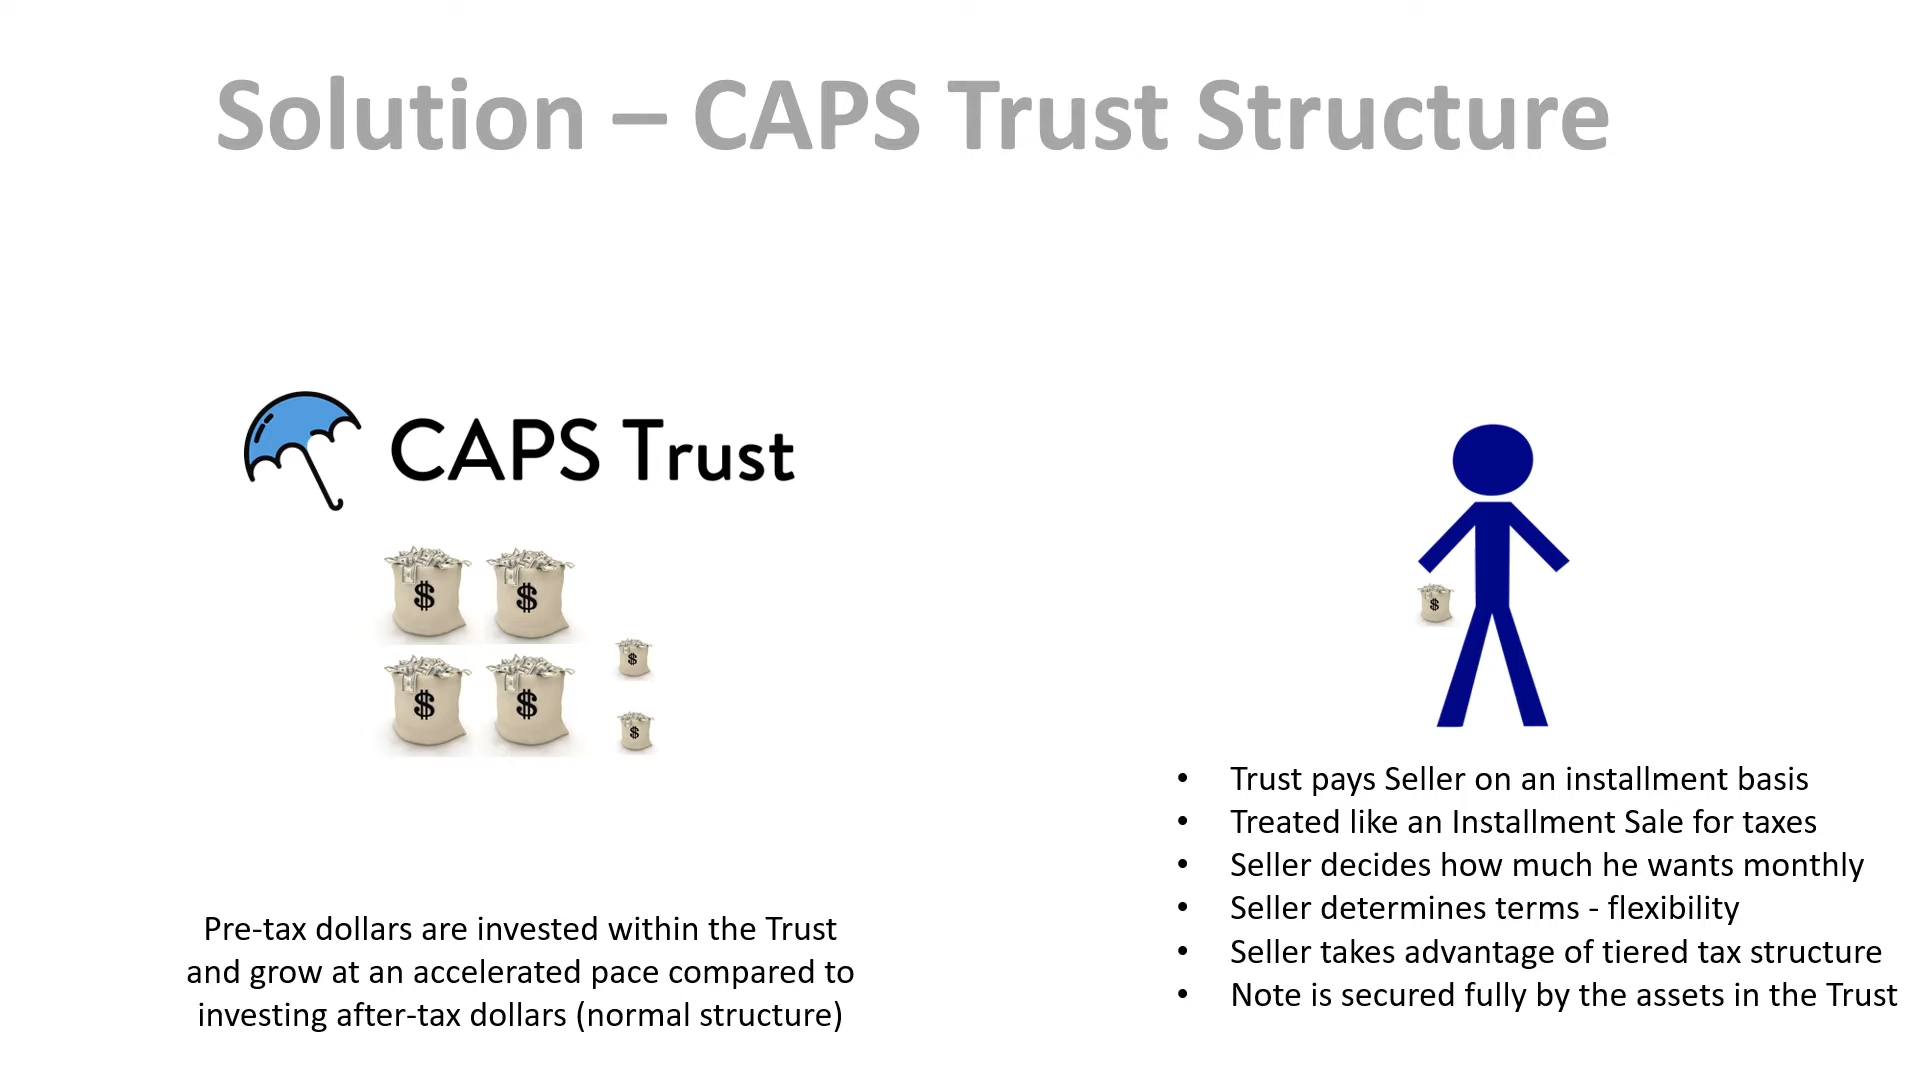 Solution – CAPS Trust Structure
CAPS Trust
$ $
$
$ $
$
$
Pre-tax dollars are invested within the Trust
and grow at an accelerated pace compared to
investing after-tax dollars (normal structure)
• Trust pays Seller on an installment basis
• Treated like an Installment Sale for taxes
• Seller decides how much he wants monthly
• Seller determines terms - flexibility
• Seller takes advantage of tiered tax structure
• Note is secured fully by the assets in the Trust